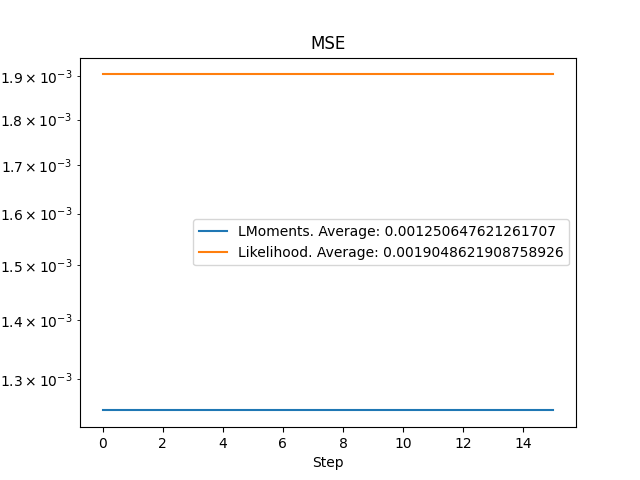 MSE
1.9 × 10⁻³
1.8 × 10⁻³
1.7 × 10⁻³
1.6 × 10⁻³
1.5 × 10⁻³
1.4 × 10⁻³
1.3 × 10⁻³
LMoments. Average: 0.001250647621261707
Likelihood. Average: 0.0019048621908758926
0 2 4 6 8 10 12 14
Step